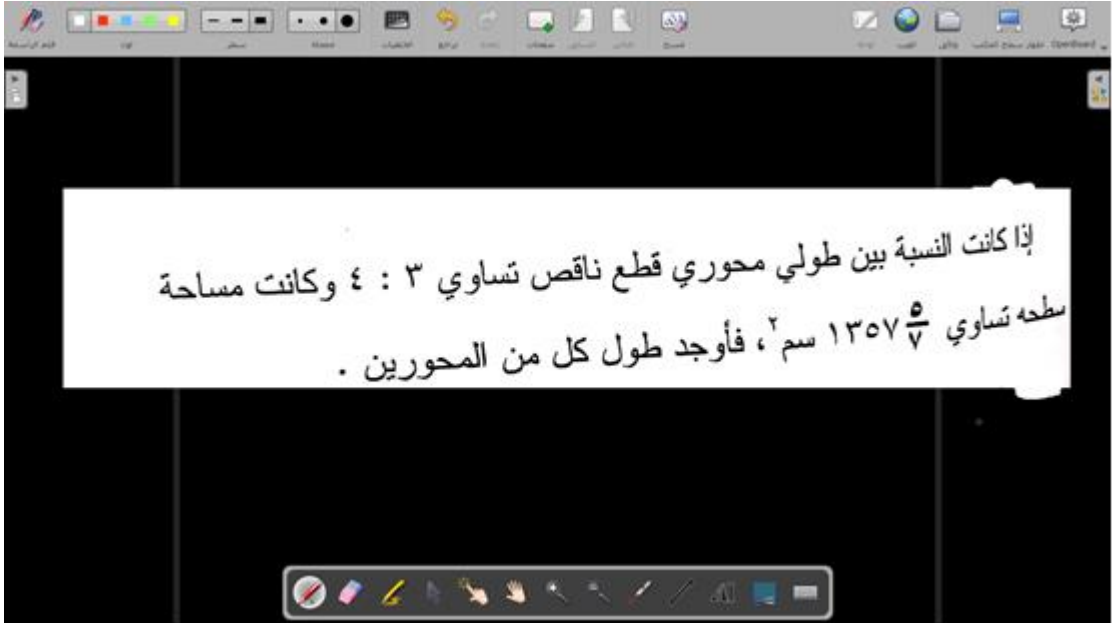 OpenBoard
إذا كانت النسبة بين طولي محوري قطع ناقص تساوي ٣ : ٤ وكانت مساحة
سطحه تساوي ١٣٥٧ ٥/٧ سم٢، فأوجد طول كل من المحورين .